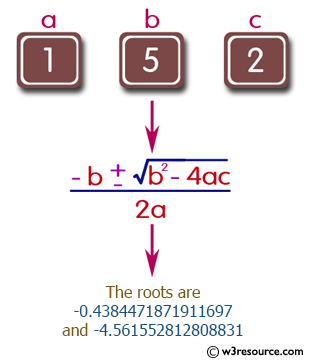 a b c
1 5 2
- b ± √b² - 4ac
2a
The roots are
-0.4384471871911697
and -4.561552812808831
© w3resource.com